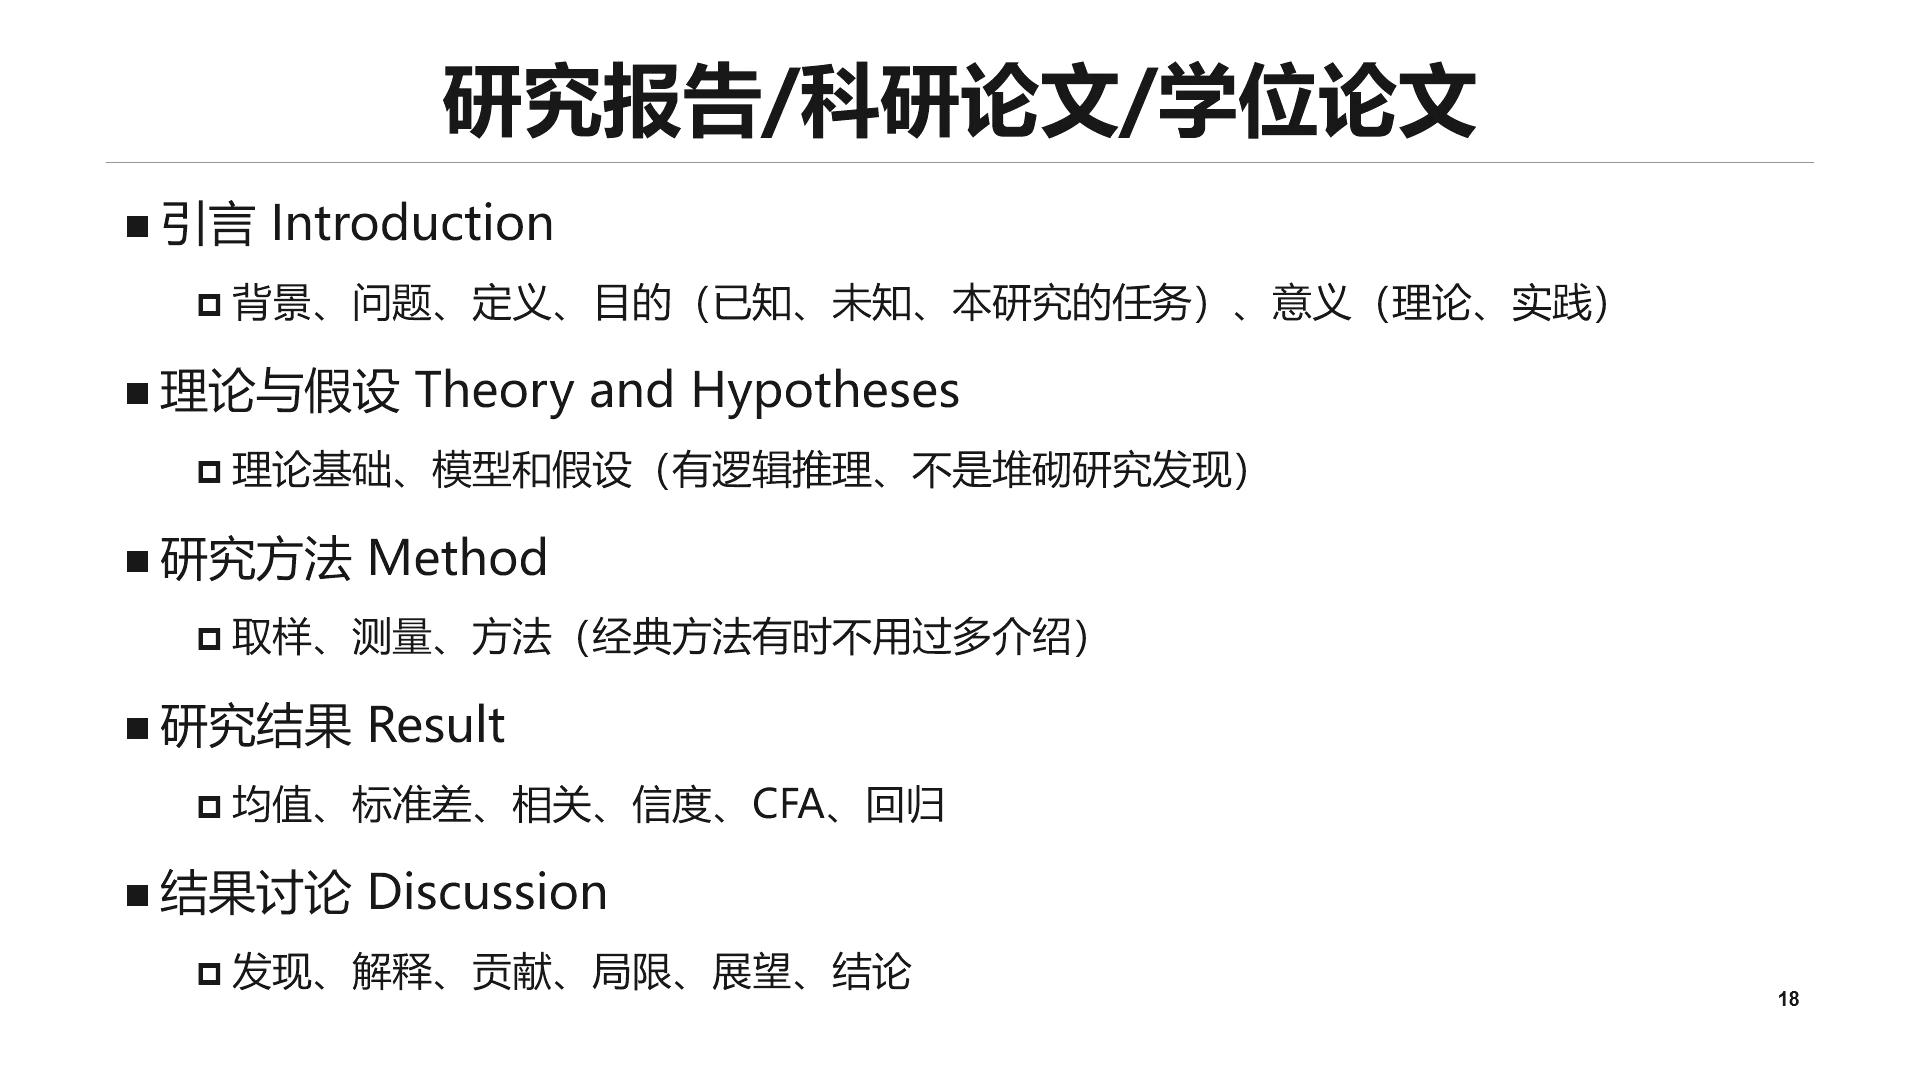 研究报告/科研论文/学位论文
■ 引言 Introduction
背景、问题、定义、目的（已知、未知、本研究的任务）、意义（理论、实践）
■ 理论与假设 Theory and Hypotheses
理论基础、模型和假设（有逻辑推理、不是堆砌研究发现）
■ 研究方法 Method
取样、测量、方法（经典方法有时不用过多介绍）
■ 研究结果 Result
均值、标准差、相关、信度、CFA、回归
■ 结果讨论 Discussion
发现、解释、贡献、局限、展望、结论
18